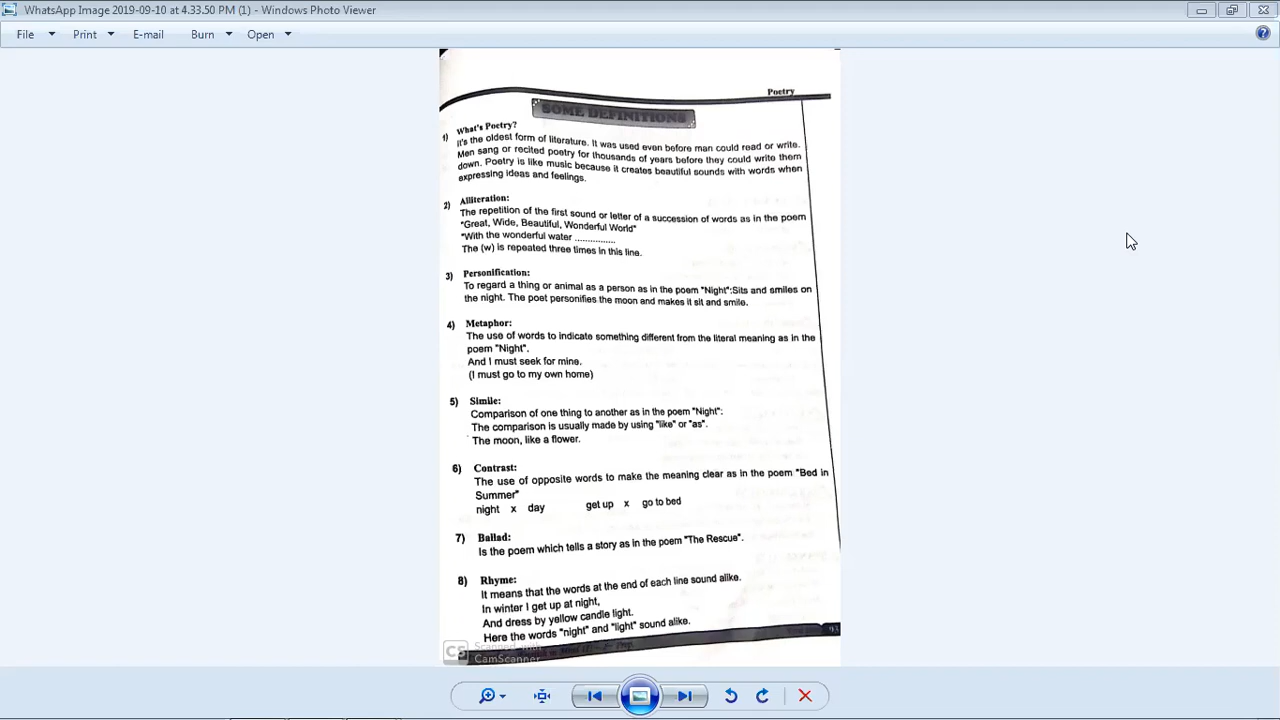 WhatsApp Image 2019-09-10 at 4.33.50 PM (1) - Windows Photo Viewer
File Print E-mail Burn Open
Poetry
SOME DEFINITIONS
1) What's Poetry?
It's the oldest form of literature. It was used even before man could read or write.
Men sang or recited poetry for thousands of years before they could write them
down. Poetry is like music because it creates beautiful sounds with words when
expressing ideas and feelings.
2) Alliteration:
The repetition of the first sound or letter of a succession of words as in the poem
"Great, Wide, Beautiful, Wonderful World"
"With the wonderful water ...............
The (w) is repeated three times in this line.
3) Personification:
To regard a thing or animal as a person as in the poem "Night":Sits and smiles on
the night. The poet personifies the moon and makes it sit and smile.
4) Metaphor:
The use of words to indicate something different from the literal meaning as in the
poem "Night".
And I must seek for mine.
(I must go to my own home)
5) Simile:
Comparison of one thing to another as in the poem "Night":
The comparison is usually made by using "like" or "as".
The moon, like a flower.
6) Contrast:
The use of opposite words to make the meaning clear as in the poem "Bed in
Summer"
night x day get up x go to bed
7) Ballad:
Is the poem which tells a story as in the poem "The Rescue".
8) Rhyme:
It means that the words at the end of each line sound alike.
In winter I get up at night,
And dress by yellow candle light.
Here the words "night" and "light" sound alike.
CS Scanned with
CamScanner